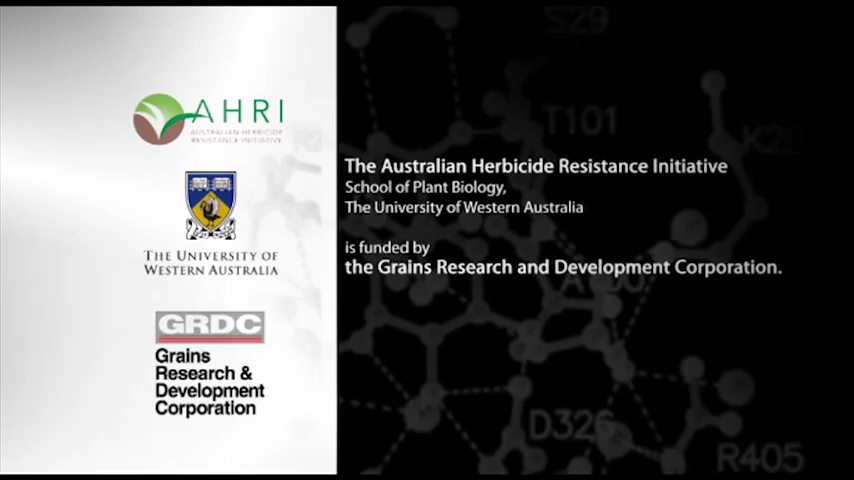 AHRI
AUSTRALIAN HERBICIDE
RESISTANCE INITIATIVE
THE UNIVERSITY OF
WESTERN AUSTRALIA
GRDC
Grains
Research &
Development
Corporation
S29
T101
The Australian Herbicide Resistance Initiative
School of Plant Biology,
The University of Western Australia
is funded by
the Grains Research and Development Corporation.
D326
R405